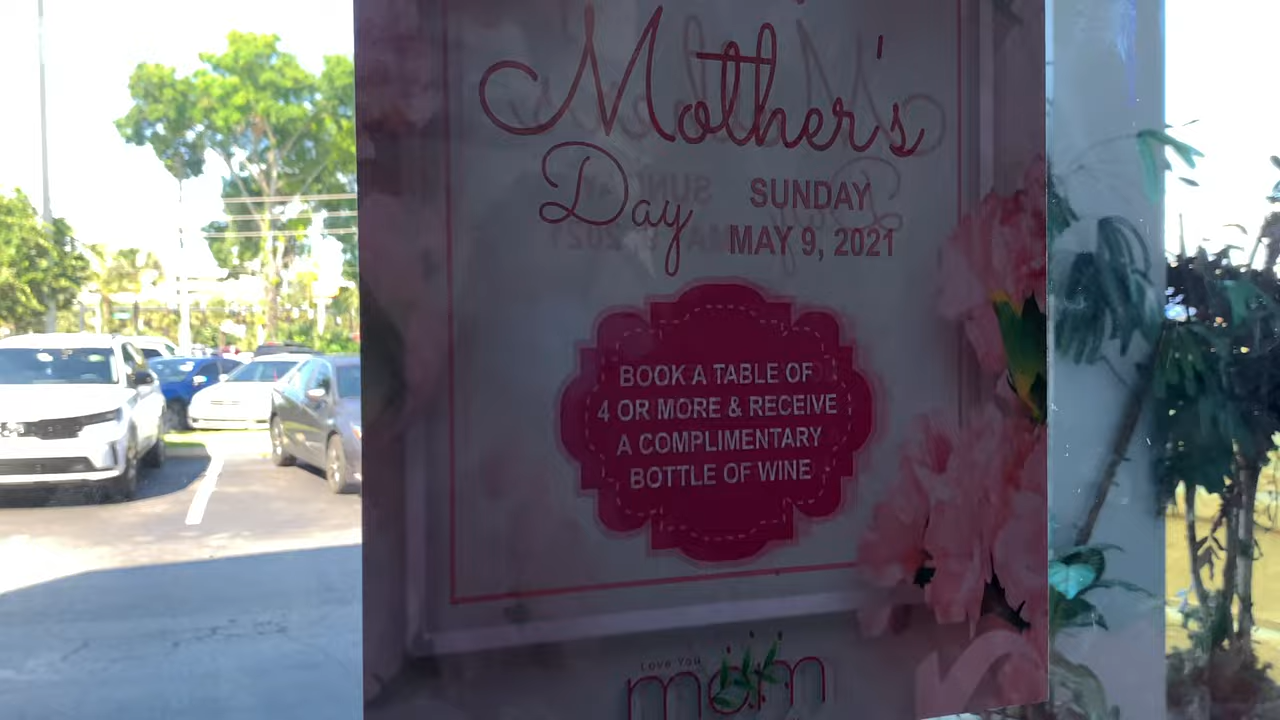 Mother's
Day
SUNDAY
MAY 9, 2021
BOOK A TABLE OF
4 OR MORE & RECEIVE
A COMPLIMENTARY
BOTTLE OF WINE
Love You
mom